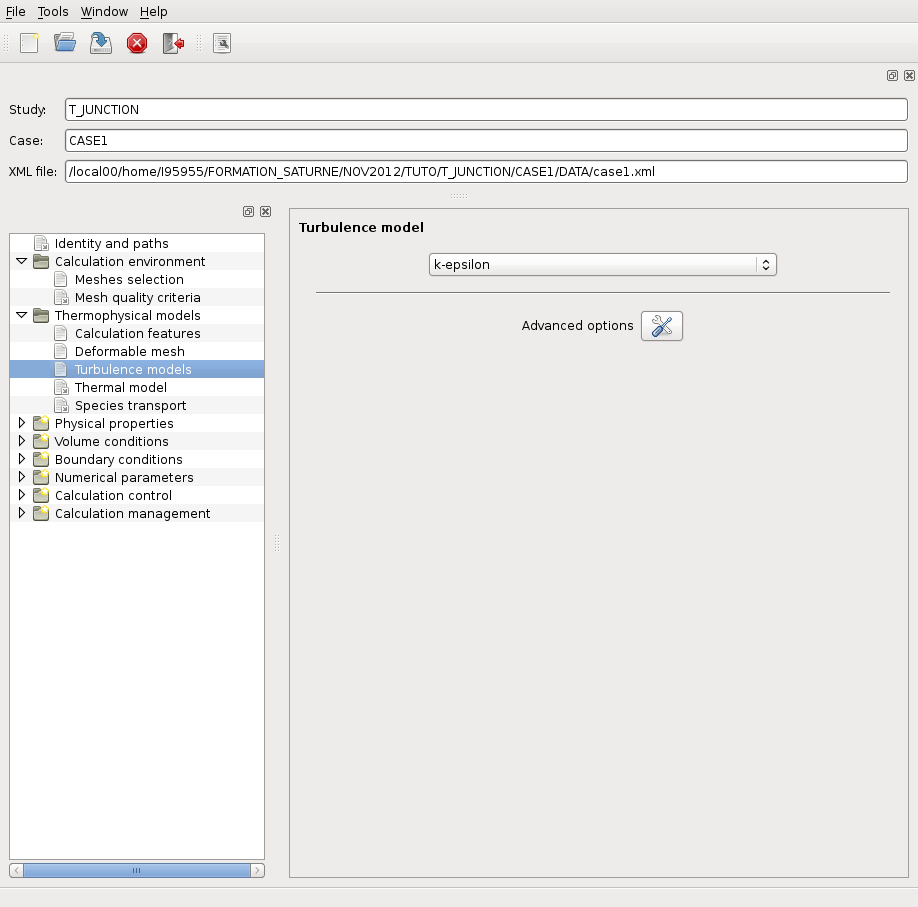 File Tools Window Help
Study: T_JUNCTION
Case: CASE1
XML file: /local00/home/I95955/FORMATION_SATURNE/NOV2012/TUTO/T_JUNCTION/CASE1/DATA/case1.xml
Identity and paths
Calculation environment
Meshes selection
Mesh quality criteria
Thermophysical models
Calculation features
Deformable mesh
Turbulence models
Thermal model
Species transport
Physical properties
Volume conditions
Boundary conditions
Numerical parameters
Calculation control
Calculation management
Turbulence model
k-epsilon
Advanced options